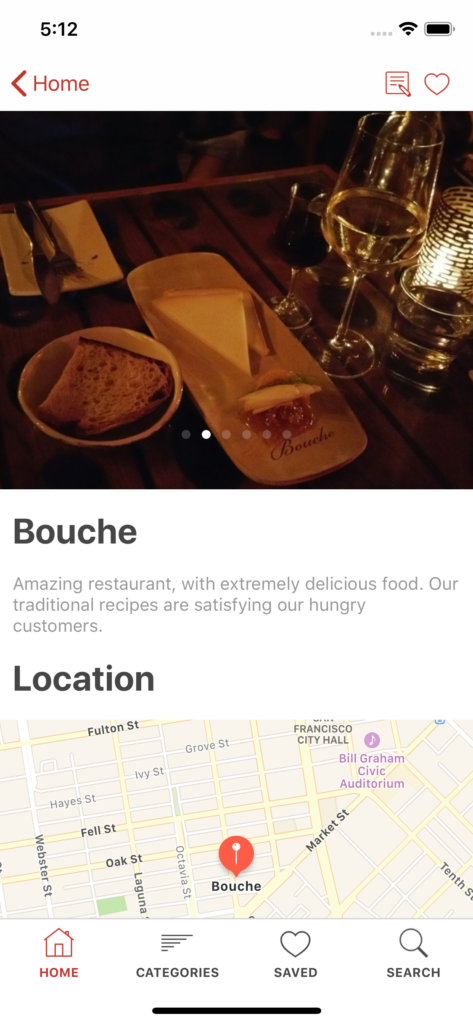 5:12
Home
Bouche
Bouche
Amazing restaurant, with extremely delicious food. Our
traditional recipes are satisfying our hungry
customers.
Location
Fulton St
SAN
FRANCISCO
CITY HALL
Grove St
Bill Graham
Civic
Auditorium
Ivy St
Hayes St
Market St
Fell St
Webster St
Oak St
Octavia St
Laguna S
Tenth St
Bouche
HOME
CATEGORIES
SAVED
SEARCH